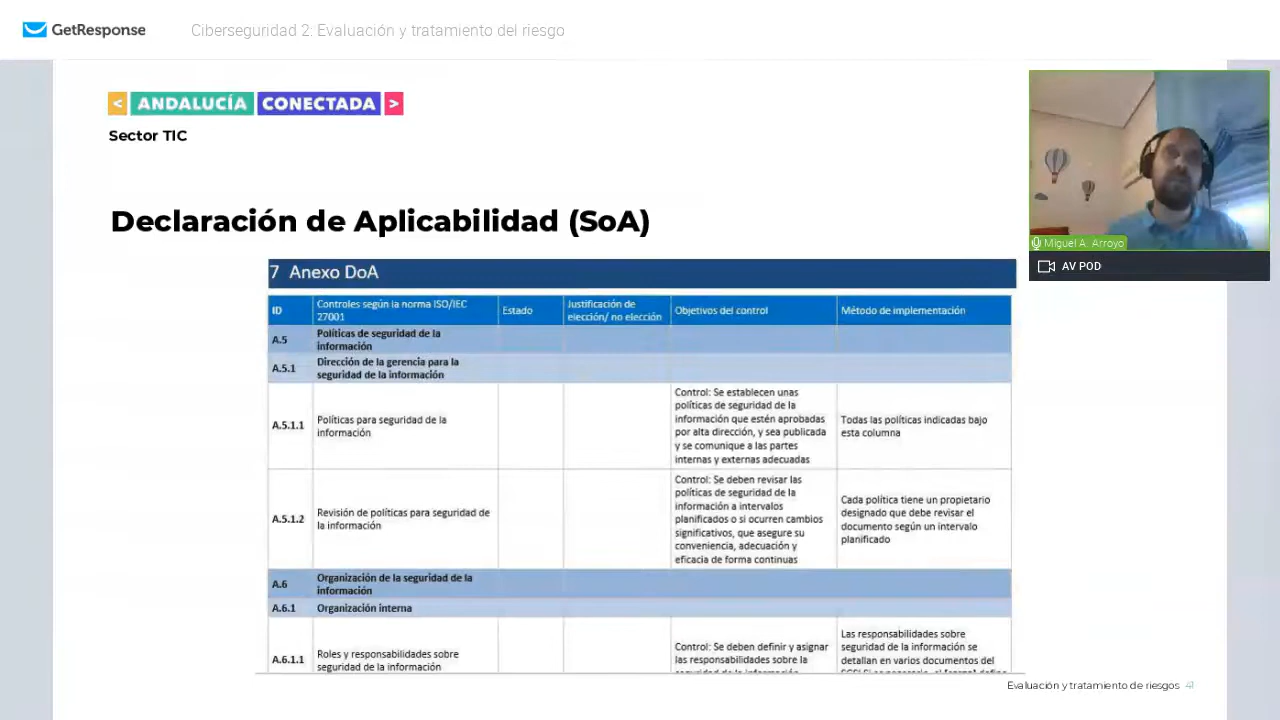 GetResponse
Ciberseguridad 2: Evaluación y tratamiento del riesgo
< ANDALUCÍA CONECTADA >
Sector TIC
Miguel A. Arroyo
AV POD
Declaración de Aplicabilidad (SoA)
7 Anexo DoA
ID
Controles según la norma ISO/IEC
27001
Estado
Justificación de
elección/ no elección
Objetivos del control
Método de implementación
A.5
Políticas de seguridad de la
información
A.5.1
Dirección de la gerencia para la
seguridad de la información
A.5.1.1
Políticas para seguridad de la
información
Control: Se establecen unas
políticas de seguridad de la
información que estén aprobadas
por alta dirección, y sea publicada
y se comunique a las partes
internas y externas adecuadas
Todas las políticas indicadas bajo
esta columna
A.5.1.2
Revisión de políticas para seguridad de
la información
Control: Se deben revisar las
políticas de seguridad de la
información a intervalos
planificados o si ocurren cambios
significativos, que asegure su
conveniencia, adecuación y
eficacia de forma continuas
Cada política tiene un propietario
designado que debe revisar el
documento según un intervalo
planificado
A.6
Organización de la seguridad de la
información
A.6.1
Organización interna
A.6.1.1
Roles y responsabilidades sobre
seguridad de la información
Control: Se deben definir y asignar
las responsabilidades sobre la
Las responsabilidades sobre
seguridad de la información se
detallan en varios documentos del
Evaluación y tratamiento de riesgos 41